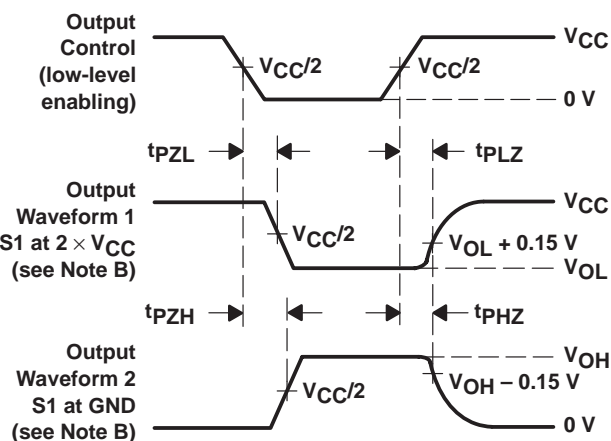 Output
Control
(low-level
enabling)
VCC/2
VCC/2
VCC
0 V
tPZL
tPLZ
Output
Waveform 1
S1 at 2 × VCC
(see Note B)
VCC/2
VCC
VOL + 0.15 V
VOL
tPZH
tPHZ
Output
Waveform 2
S1 at GND
(see Note B)
VCC/2
VOH
VOH – 0.15 V
0 V